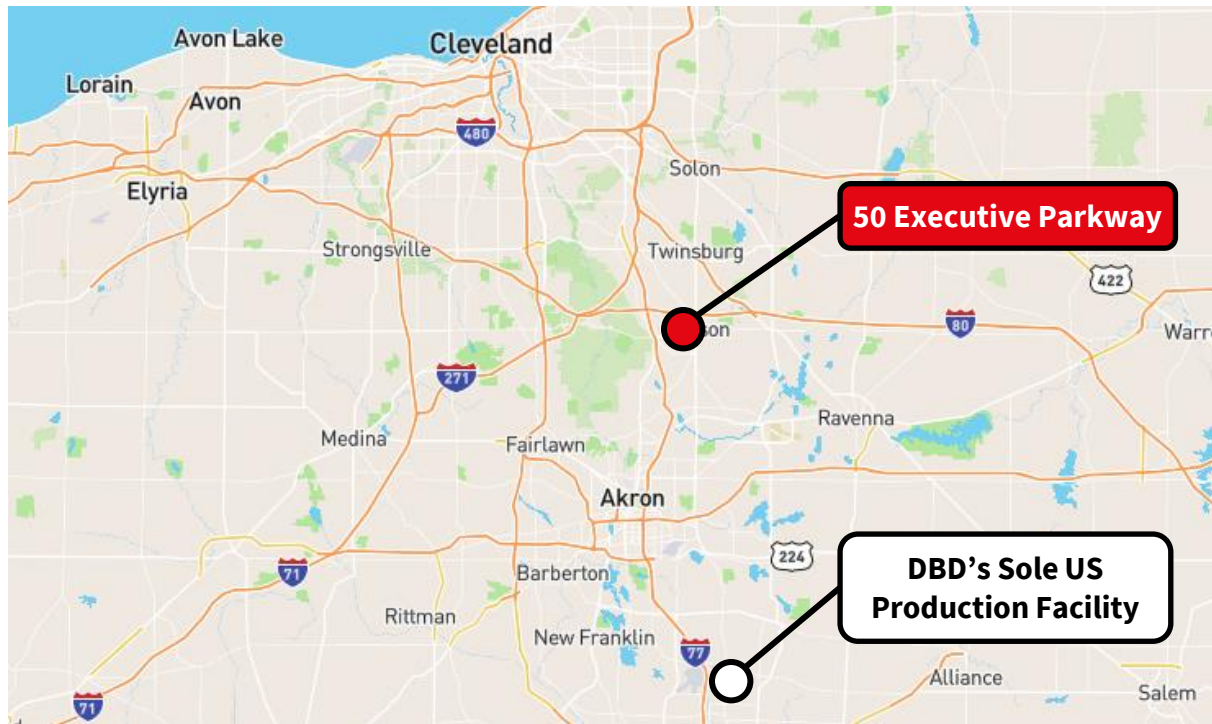 Avon Lake
Cleveland
Lorain
Avon
480
Solon
Elyria
50 Executive Parkway
Strongsville
Twinsburg
422
80
271
Ravenna
Medina
Fairlawn
Akron
224
DBD's Sole US
Production Facility
71
Barberton
Rittman
New Franklin
77
Alliance
Salem
71